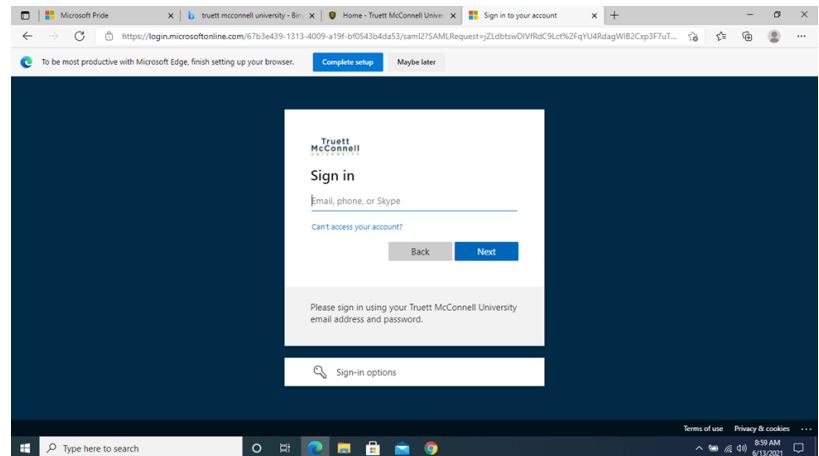 Microsoft Pride
truett mcconnell university - Bin
Home - Truett McConnell Univer
Sign in to your account
https://login.microsoftonline.com/67b3e439-1313-4009-a19f-bf0543b4da53/saml2?SAMLRequest=jZLdbtswDIVfRdC9Lct%2FqYU4RdagWIB2Cxp3F7uT...
To be most productive with Microsoft Edge, finish setting up your browser.
Complete setup
Maybe later
Truett
McConnell
UNIVERSITY
Sign in
Email, phone, or Skype
Can't access your account?
Back
Next
Please sign in using your Truett McConnell University
email address and password.
Sign-in options
Terms of use
Privacy & cookies
...
Type here to search
8:59 AM
6/13/2021